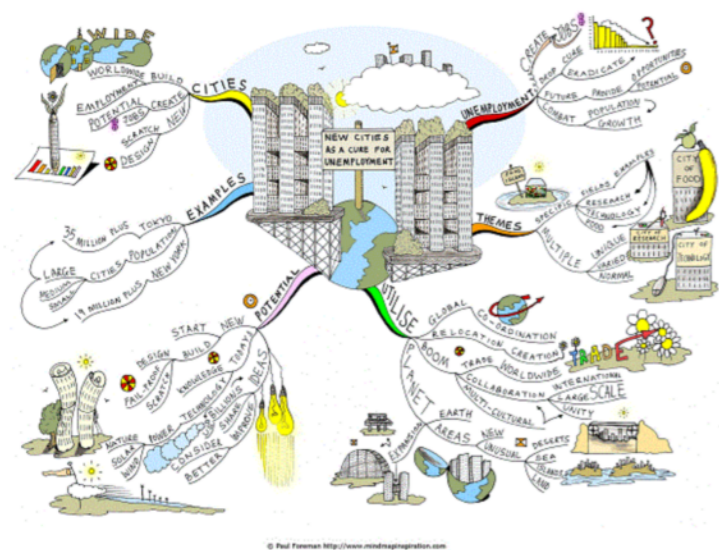 NEW CITIES
AS A CURE FOR
UNEMPLOYMENT
CITIES
WIDE
WORLDWIDE BUILD
EMPLOYMENT
POTENTIAL
JOBS CREATE
SCRATCH NEW
DESIGN
EXAMPLES
35 MILLION PLUS TOKYO
LARGE
MEDIUM
SMALL
CITIES POPULATION
19 MILLION PLUS NEW YORK
POTENTIAL
START NEW
DESIGN BUILD
FAIL-PROOF
SCRATCH
KNOWLEDGE TODAY
NATURE
SOLAR
WIND
POWER TECHNOLOGY
IDEAS
BILLIONS
SHARE
CONSIDER
BETTER IMPROVE
UNEMPLOYMENT
CREATE JOBS
?
DROP CURE
ERADICATE
FUTURE PROVIDE OPPORTUNITIES
POTENTIAL
COMBAT POPULATION
GROWTH
THEMES
SPECIFIC
FIELDS EXAMPLES
RESEARCH
TECHNOLOGY
FOOD
MULTIPLE
UNIQUE
VARIED
NORMAL
CITY
OF
FOOD
CITY OF
RESEARCH
CITY OF
TECHNOLOGY
UTILISE
GLOBAL CO-ORDINATION
RELOCATION CREATION
BOOM TRADE WORLDWIDE
TRADE
COLLABORATION INTERNATIONAL
LARGE SCALE
MULTI-CULTURAL UNITY
PLANET
EARTH
AREAS NEW
UNUSUAL
DESERTS
SEA
ISLANDS
LAND
EXPANSION
© Paul Foreman http://www.mindmapinspiration.com